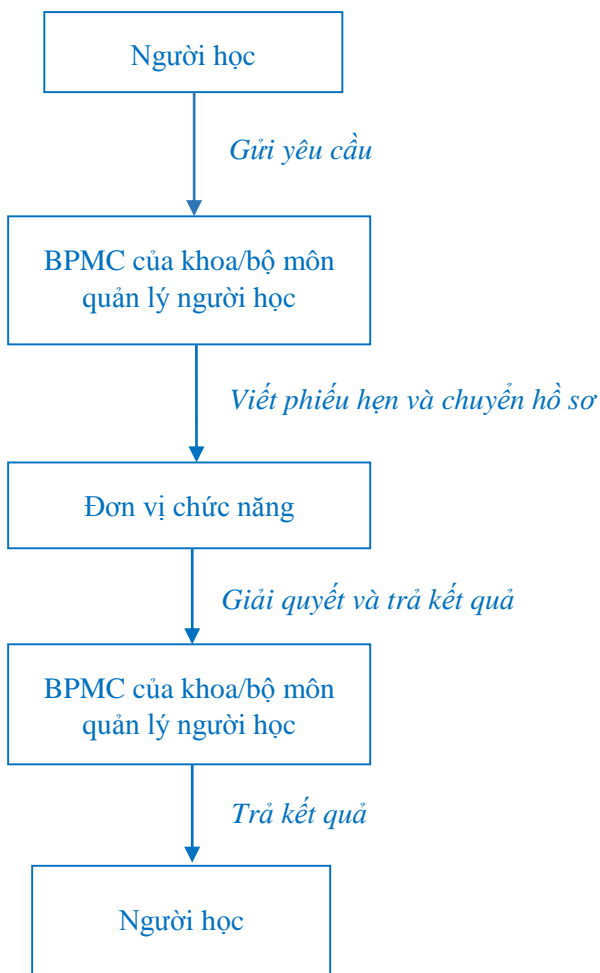 Người học
Gửi yêu cầu
BPMC của khoa/bộ môn
quản lý người học
Viết phiếu hẹn và chuyển hồ sơ
Đơn vị chức năng
Giải quyết và trả kết quả
BPMC của khoa/bộ môn
quản lý người học
Trả kết quả
Người học